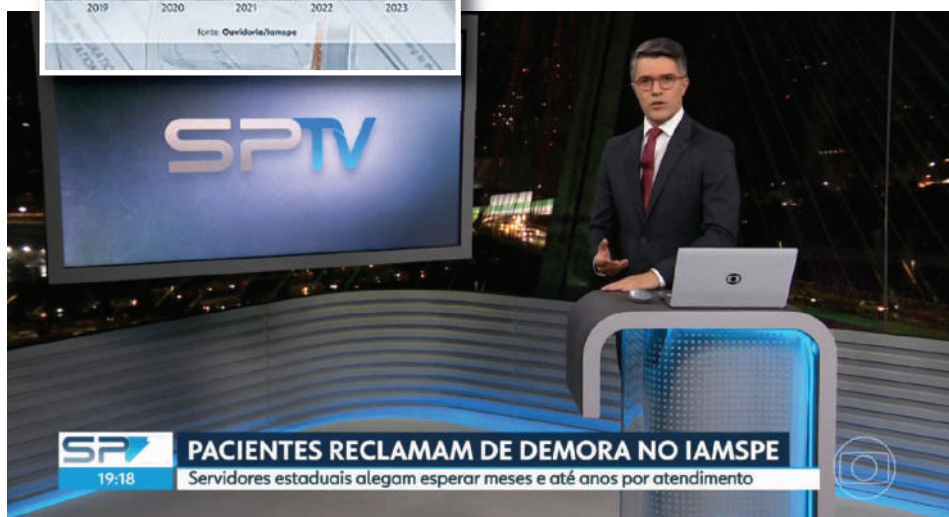 2019 2020 2021 2022 2023
fonte: Ouvidoria/Iamspe
SPTV
SP
19:18
PACIENTES RECLAMAM DE DEMORA NO IAMSPE
Servidores estaduais alegam esperar meses e até anos por atendimento